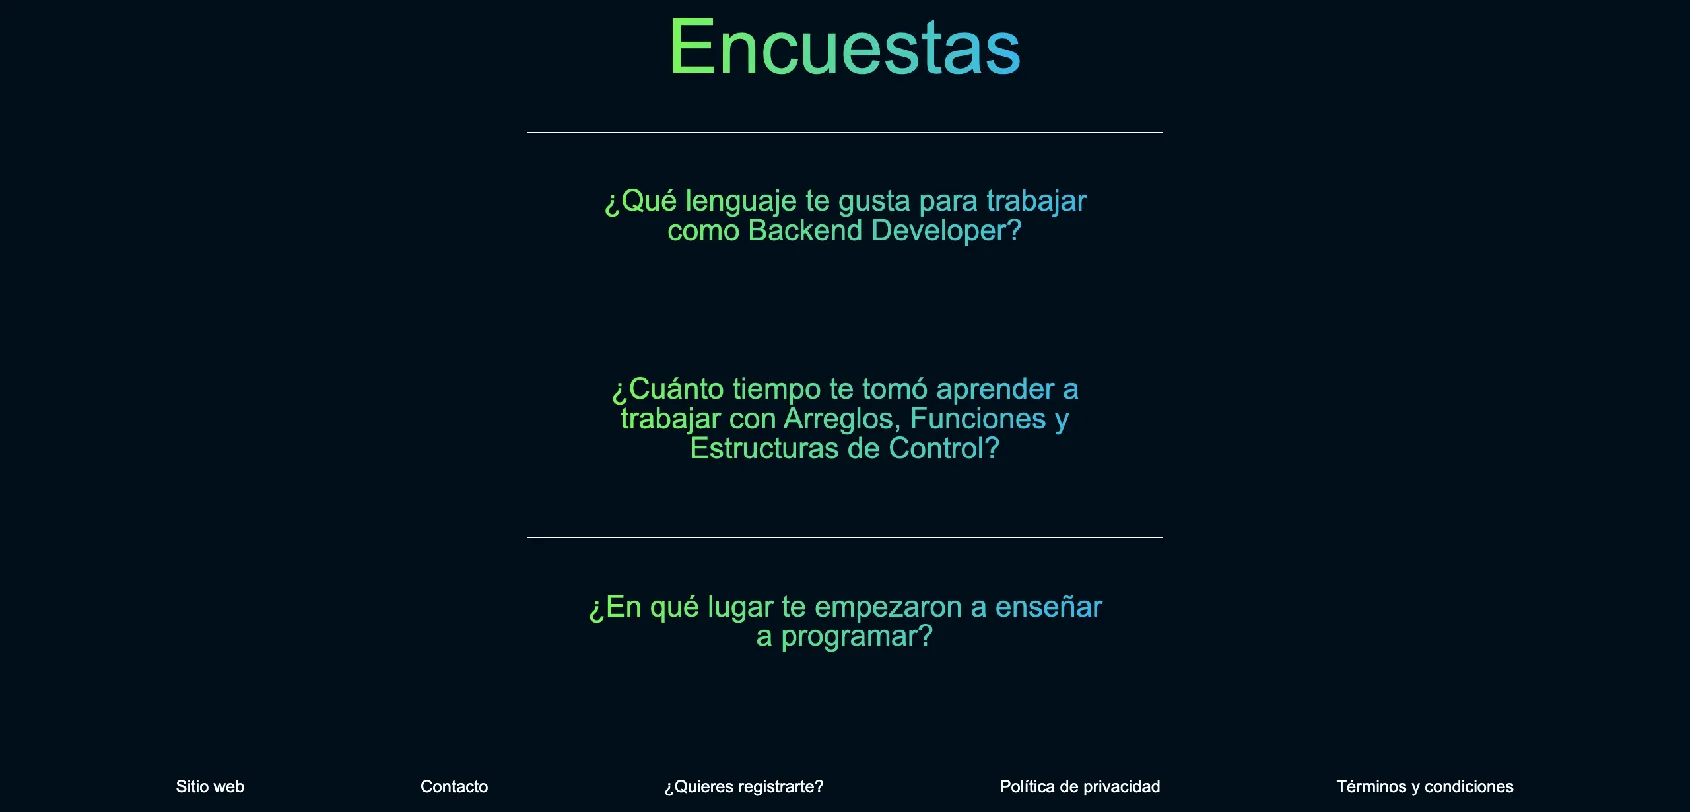 Encuestas
¿Qué lenguaje te gusta para trabajar
como Backend Developer?
¿Cuánto tiempo te tomó aprender a
trabajar con Arreglos, Funciones y
Estructuras de Control?
¿En qué lugar te empezaron a enseñar
a programar?
Sitio web
Contacto
¿Quieres registrarte?
Política de privacidad
Términos y condiciones